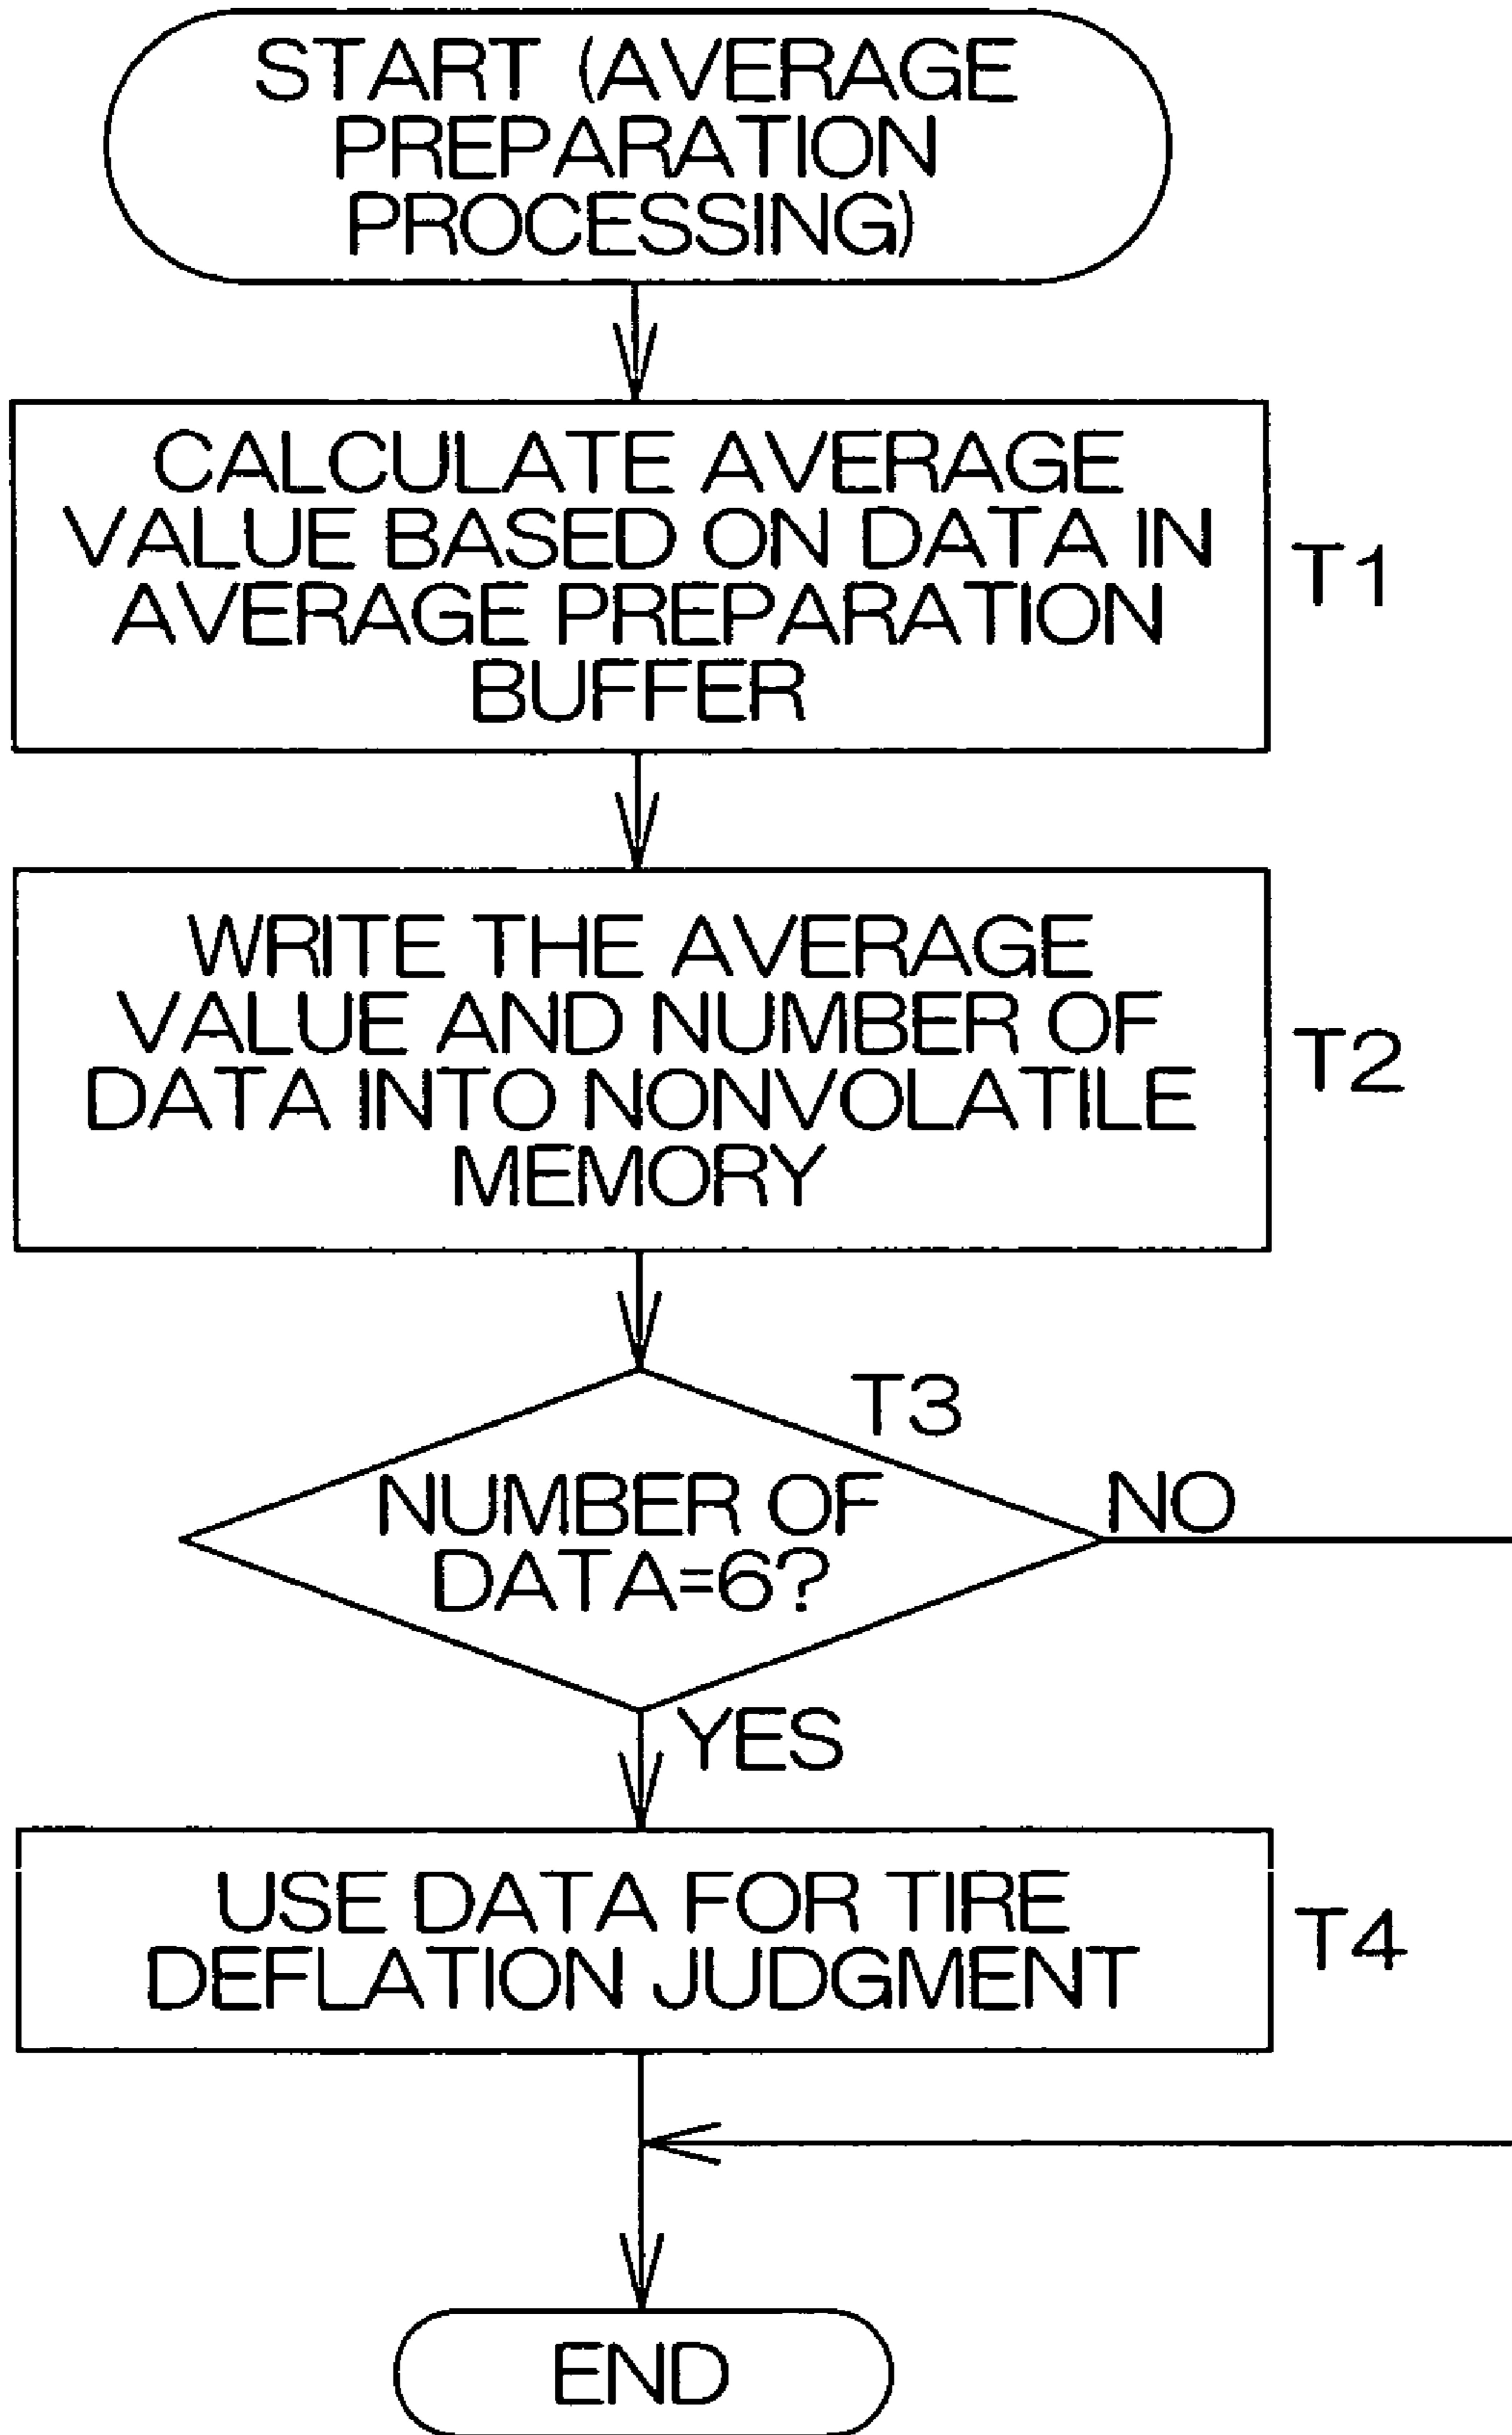 START (AVERAGE
PREPARATION
PROCESSING)
CALCULATE AVERAGE
VALUE BASED ON DATA IN
AVERAGE PREPARATION
BUFFER
T1
WRITE THE AVERAGE
VALUE AND NUMBER OF
DATA INTO NONVOLATILE
MEMORY
T2
T3
NUMBER OF
DATA=6?
NO
YES
USE DATA FOR TIRE
DEFLATION JUDGMENT
T4
END